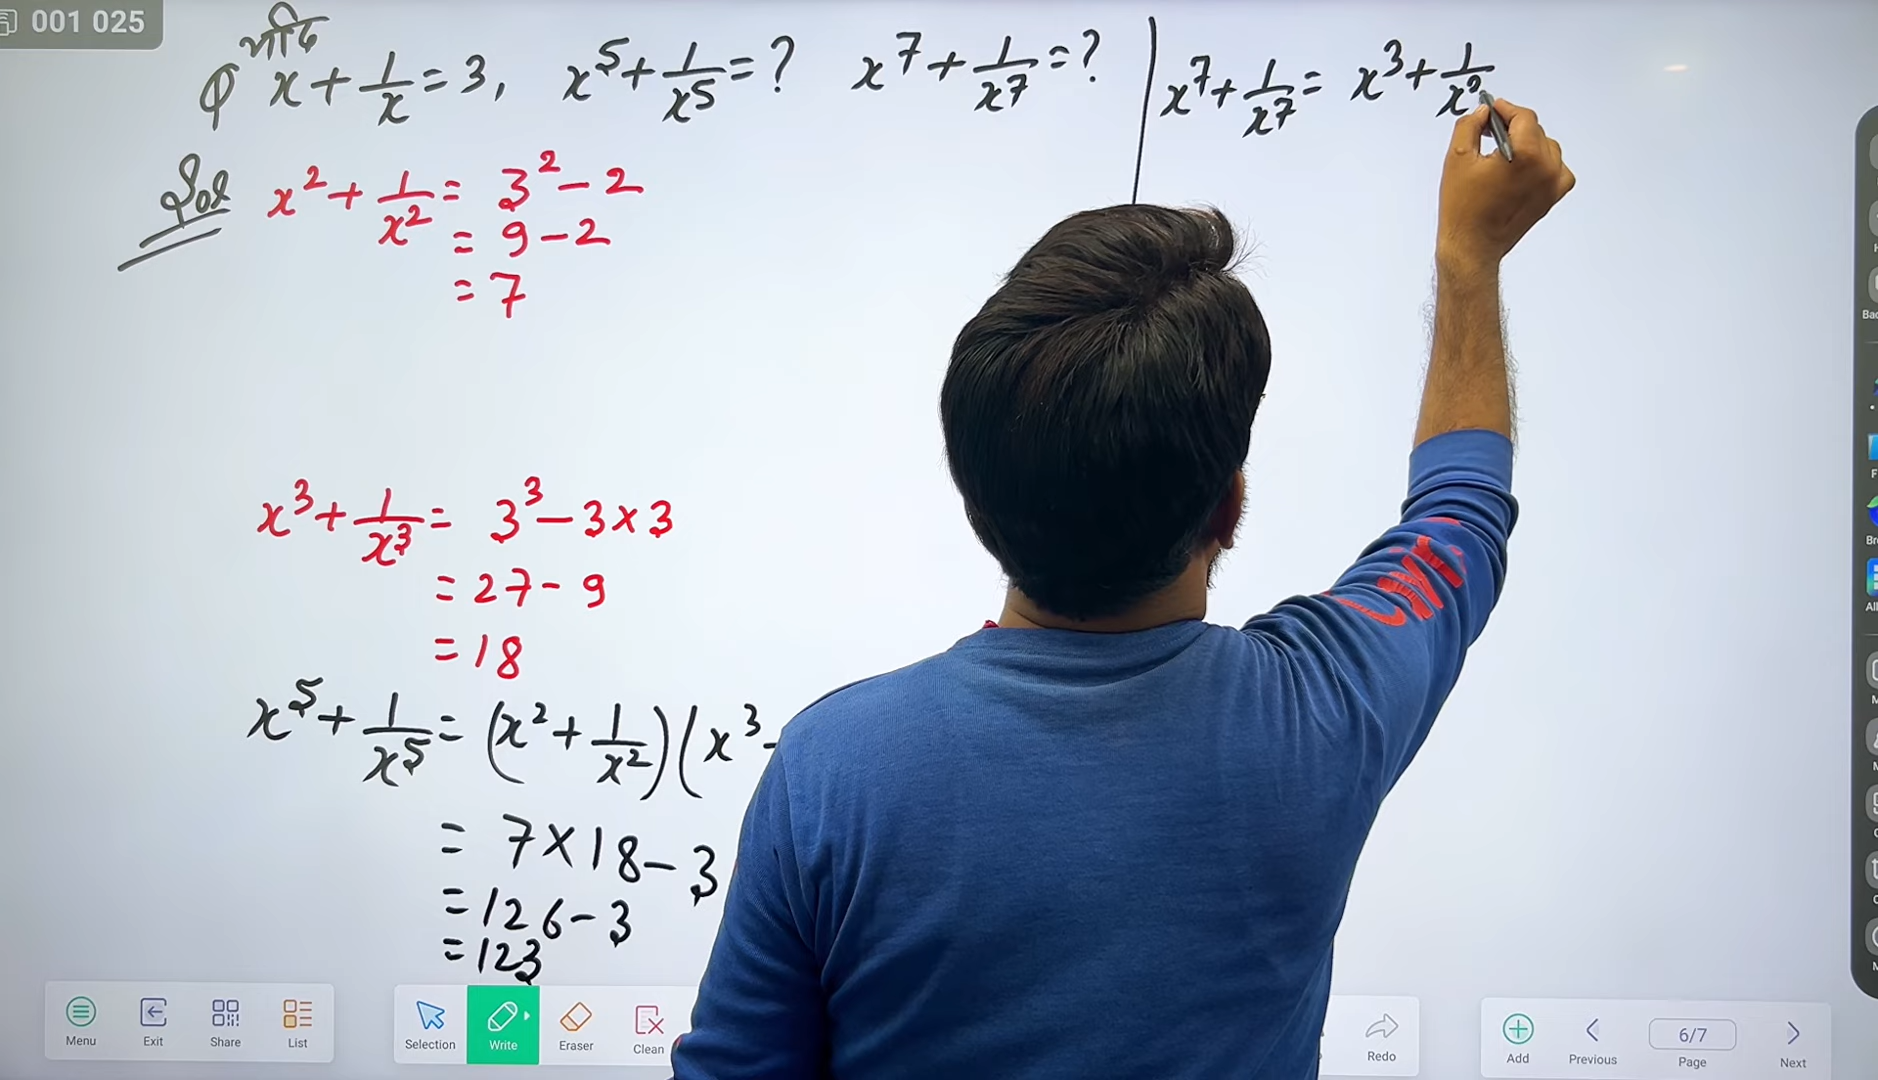 001 025
यदि
Q x + 1/x = 3, x⁵ + 1/x⁵ = ? x⁷ + 1/x⁷ = ?
x⁷ + 1/x⁷ = x³ + 1/x
Sol x² + 1/x² = 3² - 2
= 9 - 2
= 7
x³ + 1/x³ = 3³ - 3 × 3
= 27 - 9
= 18
x⁵ + 1/x⁵ = (x² + 1/x²)(x³ -
= 7 × 18 - 3
= 126 - 3
= 123
Menu Exit Share List
Selection Write Eraser Clean
Redo
Add Previous 6/7 Page Next